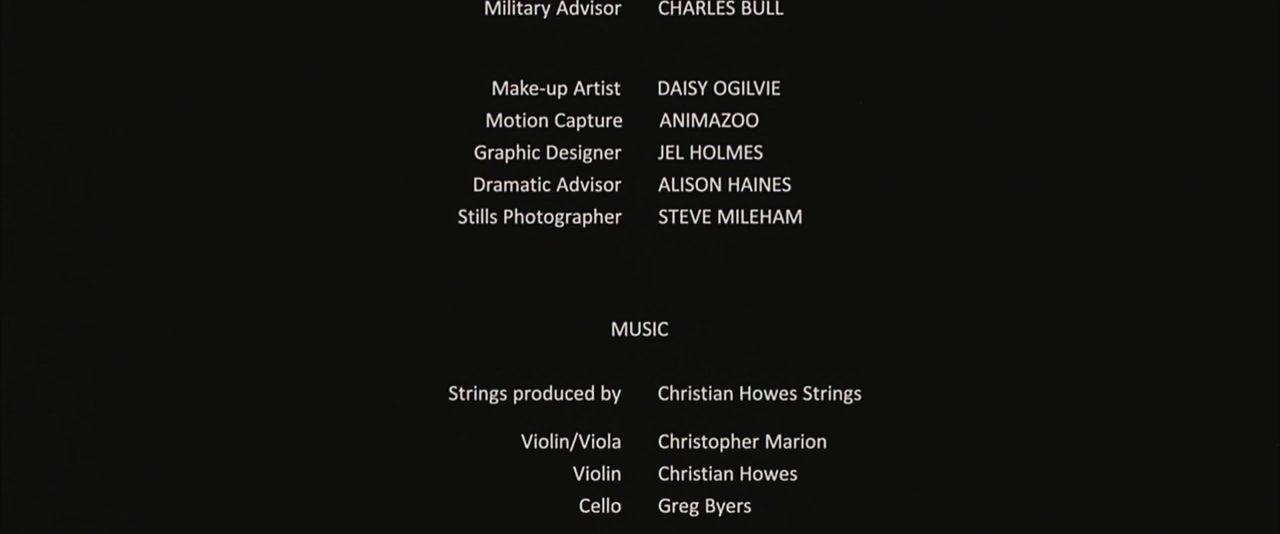 Military Advisor CHARLES BULL
Make-up Artist DAISY OGILVIE
Motion Capture ANIMAZOO
Graphic Designer JEL HOLMES
Dramatic Advisor ALISON HAINES
Stills Photographer STEVE MILEHAM
MUSIC
Strings produced by Christian Howes Strings
Violin/Viola Christopher Marion
Violin Christian Howes
Cello Greg Byers